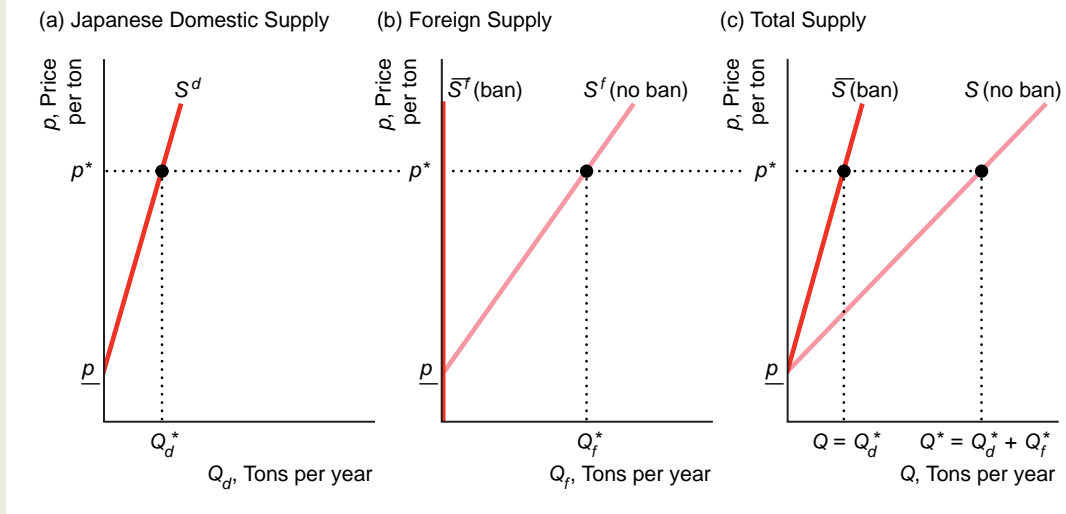 (a) Japanese Domestic Supply
p, Price per ton
S^d
p*
p̲
Q_d*
Q_d, Tons per year
(b) Foreign Supply
p, Price per ton
S̅^f (ban)
S^f (no ban)
p*
p̲
Q_f*
Q_f, Tons per year
(c) Total Supply
p, Price per ton
S̅ (ban)
S (no ban)
p*
p̲
Q = Q_d*
Q* = Q_d* + Q_f*
Q, Tons per year